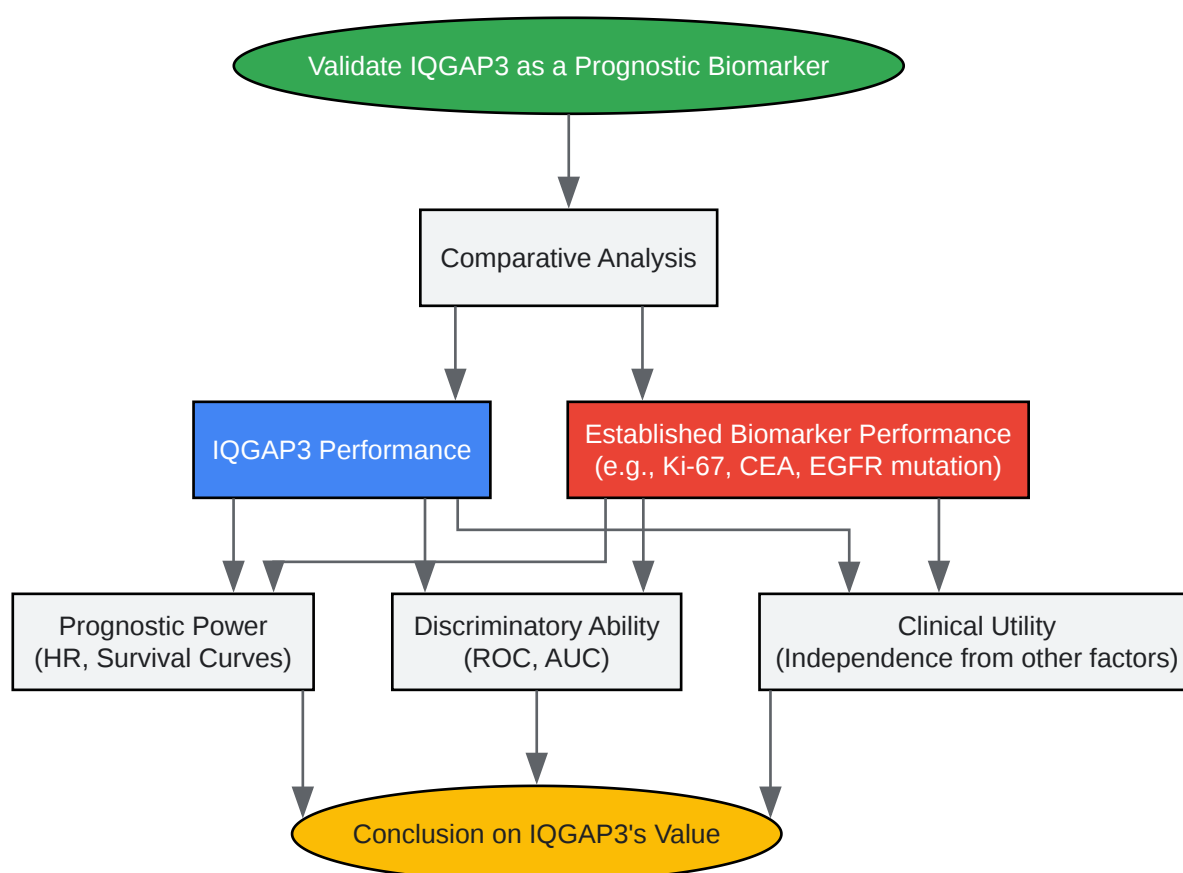 Validate IQGAP3 as a Prognostic Biomarker
Comparative Analysis
IQGAP3 Performance
Established Biomarker Performance
(e.g., Ki-67, CEA, EGFR mutation)
Prognostic Power
(HR, Survival Curves)
Discriminatory Ability
(ROC, AUC)
Clinical Utility
(Independence from other factors)
Conclusion on IQGAP3's Value